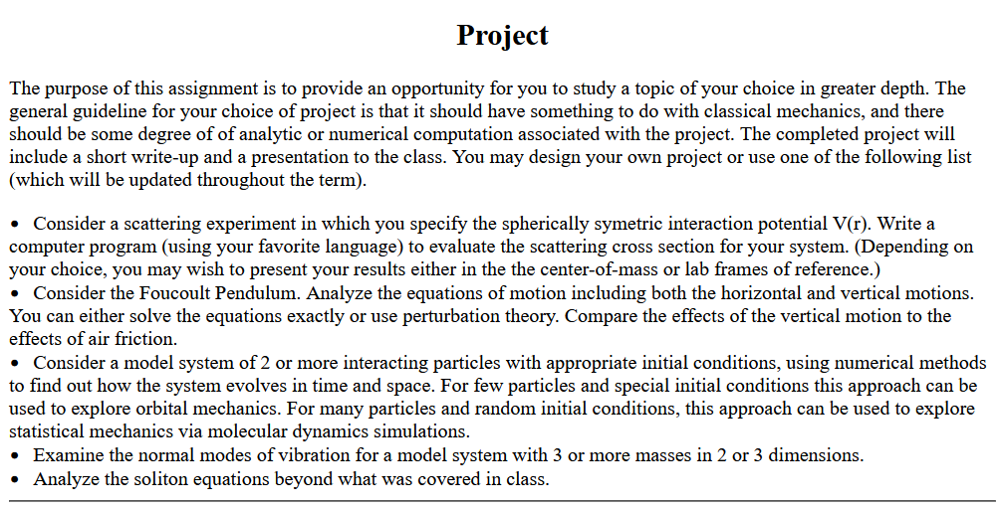 Project
The purpose of this assignment is to provide an opportunity for you to study a topic of your choice in greater depth. The
general guideline for your choice of project is that it should have something to do with classical mechanics, and there
should be some degree of of analytic or numerical computation associated with the project. The completed project will
include a short write-up and a presentation to the class. You may design your own project or use one of the following list
(which will be updated throughout the term).
• Consider a scattering experiment in which you specify the spherically symetric interaction potential V(r). Write a
computer program (using your favorite language) to evaluate the scattering cross section for your system. (Depending on
your choice, you may wish to present your results either in the the center-of-mass or lab frames of reference.)
• Consider the Foucoult Pendulum. Analyze the equations of motion including both the horizontal and vertical motions.
You can either solve the equations exactly or use perturbation theory. Compare the effects of the vertical motion to the
effects of air friction.
• Consider a model system of 2 or more interacting particles with appropriate initial conditions, using numerical methods
to find out how the system evolves in time and space. For few particles and special initial conditions this approach can be
used to explore orbital mechanics. For many particles and random initial conditions, this approach can be used to explore
statistical mechanics via molecular dynamics simulations.
• Examine the normal modes of vibration for a model system with 3 or more masses in 2 or 3 dimensions.
• Analyze the soliton equations beyond what was covered in class.